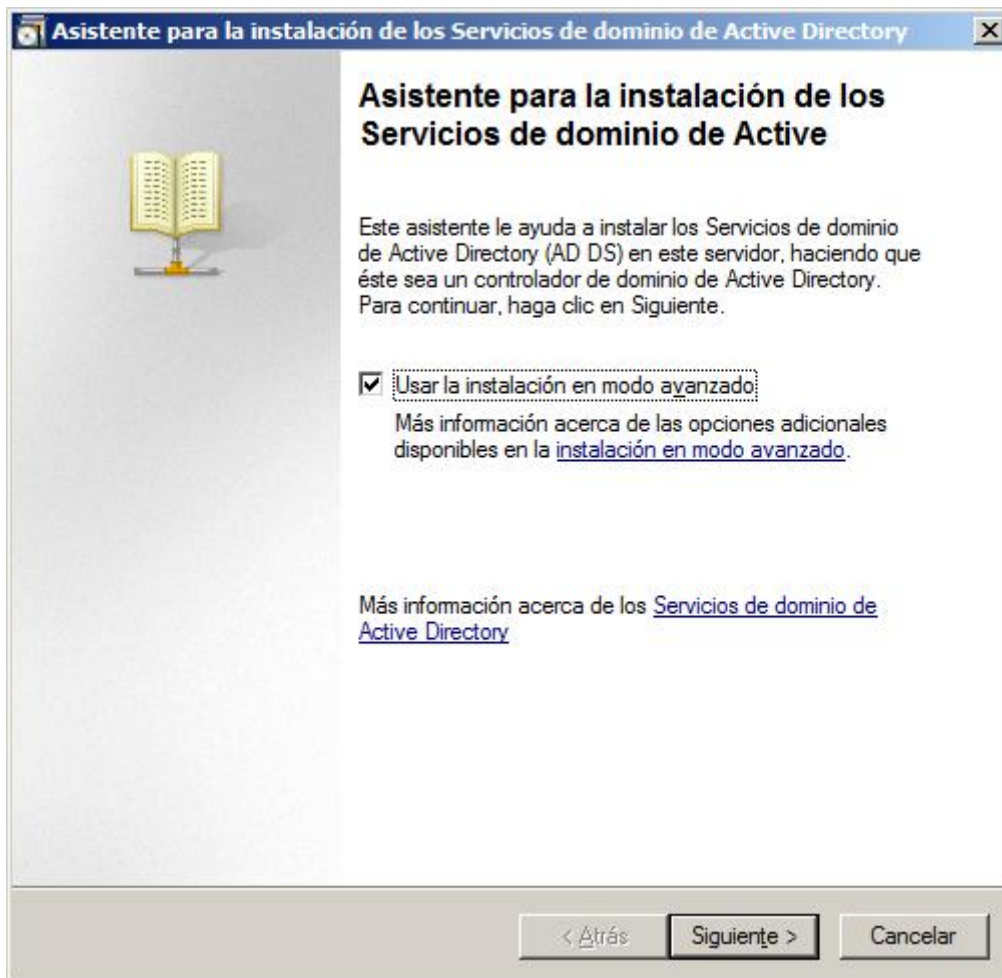 Asistente para la instalación de los Servicios de dominio de Active Directory
Asistente para la instalación de los
Servicios de dominio de Active
Este asistente le ayuda a instalar los Servicios de dominio
de Active Directory (AD DS) en este servidor, haciendo que
éste sea un controlador de dominio de Active Directory.
Para continuar, haga clic en Siguiente.
Usar la instalación en modo avanzado
Más información acerca de las opciones adicionales
disponibles en la instalación en modo avanzado.
Más información acerca de los Servicios de dominio de
Active Directory
< Atrás Siguiente > Cancelar